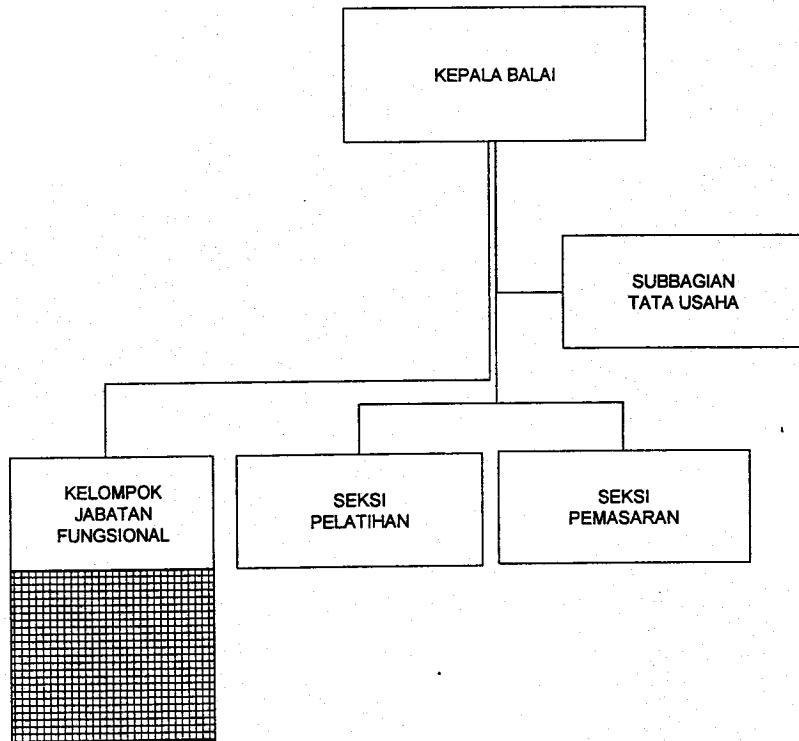 KEPALA BALAI
SUBBAGIAN
TATA USAHA
KELOMPOK
JABATAN
FUNGSIONAL
SEKSI
PELATIHAN
SEKSI
PEMASARAN